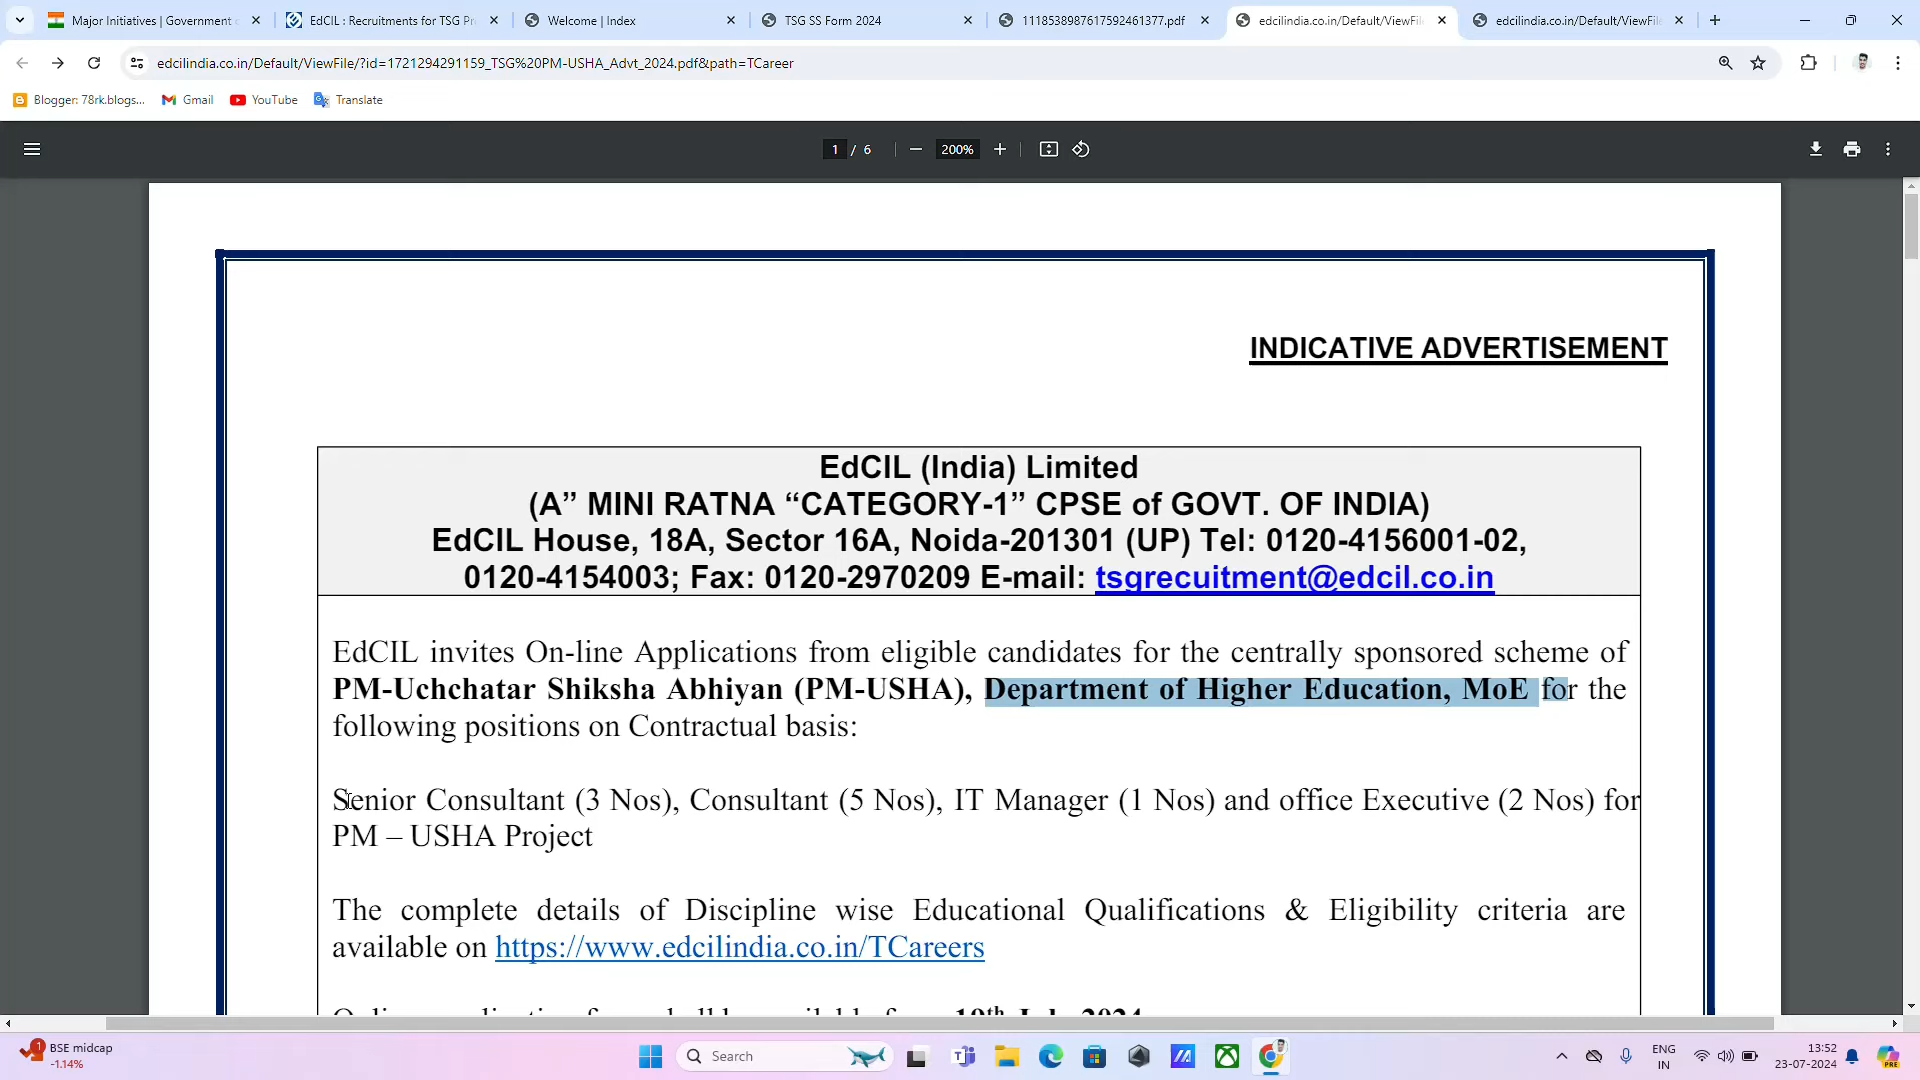 Major Initiatives | Government
EdCIL : Recruitments for TSG Pr
Welcome | Index
TSG SS Form 2024
1118538987617592461377.pdf
edcilindia.co.in/Default/ViewFil
edcilindia.co.in/Default/ViewFile
edcilindia.co.in/Default/ViewFile/?id=1721294291159_TSG%20PM-USHA_Advt_2024.pdf&path=TCareer
Blogger: 78rk.blogs...
Gmail
YouTube
Translate
1 / 6
200%
INDICATIVE ADVERTISEMENT
EdCIL (India) Limited
(A” MINI RATNA “CATEGORY-1” CPSE of GOVT. OF INDIA)
EdCIL House, 18A, Sector 16A, Noida-201301 (UP) Tel: 0120-4156001-02,
0120-4154003; Fax: 0120-2970209 E-mail: tsgrecuitment@edcil.co.in
EdCIL invites On-line Applications from eligible candidates for the centrally sponsored scheme of
PM-Uchchatar Shiksha Abhiyan (PM-USHA), Department of Higher Education, MoE for the
following positions on Contractual basis:
Senior Consultant (3 Nos), Consultant (5 Nos), IT Manager (1 Nos) and office Executive (2 Nos) for
PM – USHA Project
The complete details of Discipline wise Educational Qualifications & Eligibility criteria are
available on https://www.edcilindia.co.in/TCareers
19th July 2024
1
BSE midcap
-1.14%
Search
ENG
IN
13:52
23-07-2024
PRE